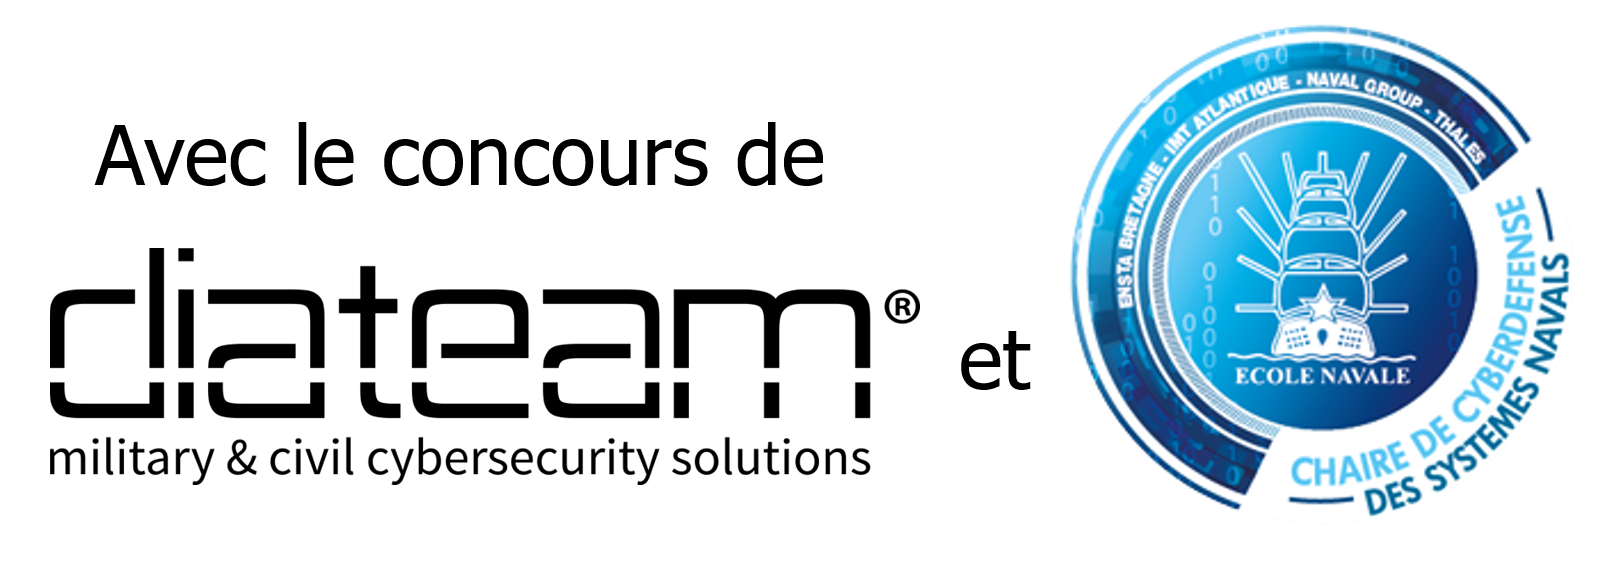 Avec le concours de
diateam®
military & civil cybersecurity solutions
et
ENSTA BRETAGNE - IMT ATLANTIQUE - NAVAL GROUP - THALES
ECOLE NAVALE
CHAIRE DE CYBERDEFENSE
DES SYSTEMES NAVALS